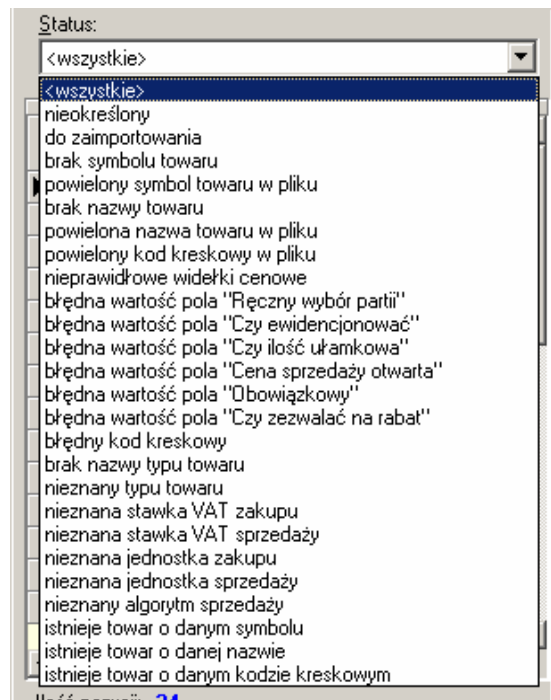 Status:
<wszystkie>
<wszystkie>
nieokreślony
do zaimportowania
brak symbolu towaru
powielony symbol towaru w pliku
brak nazwy towaru
powielona nazwa towaru w pliku
powielony kod kreskowy w pliku
nieprawidłowe widełki cenowe
błędna wartość pola "Ręczny wybór partii"
błędna wartość pola "Czy ewidencjonować"
błędna wartość pola "Czy ilość ułamkowa"
błędna wartość pola "Cena sprzedaży otwarta"
błędna wartość pola "Obowiązkowy"
błędna wartość pola "Czy zezwalać na rabat"
błędny kod kreskowy
brak nazwy typu towaru
nieznany typu towaru
nieznana stawka VAT zakupu
nieznana stawka VAT sprzedaży
nieznana jednostka zakupu
nieznana jednostka sprzedaży
nieznany algorytm sprzedaży
istnieje towar o danym symbolu
istnieje towar o danej nazwie
istnieje towar o danym kodzie kreskowym